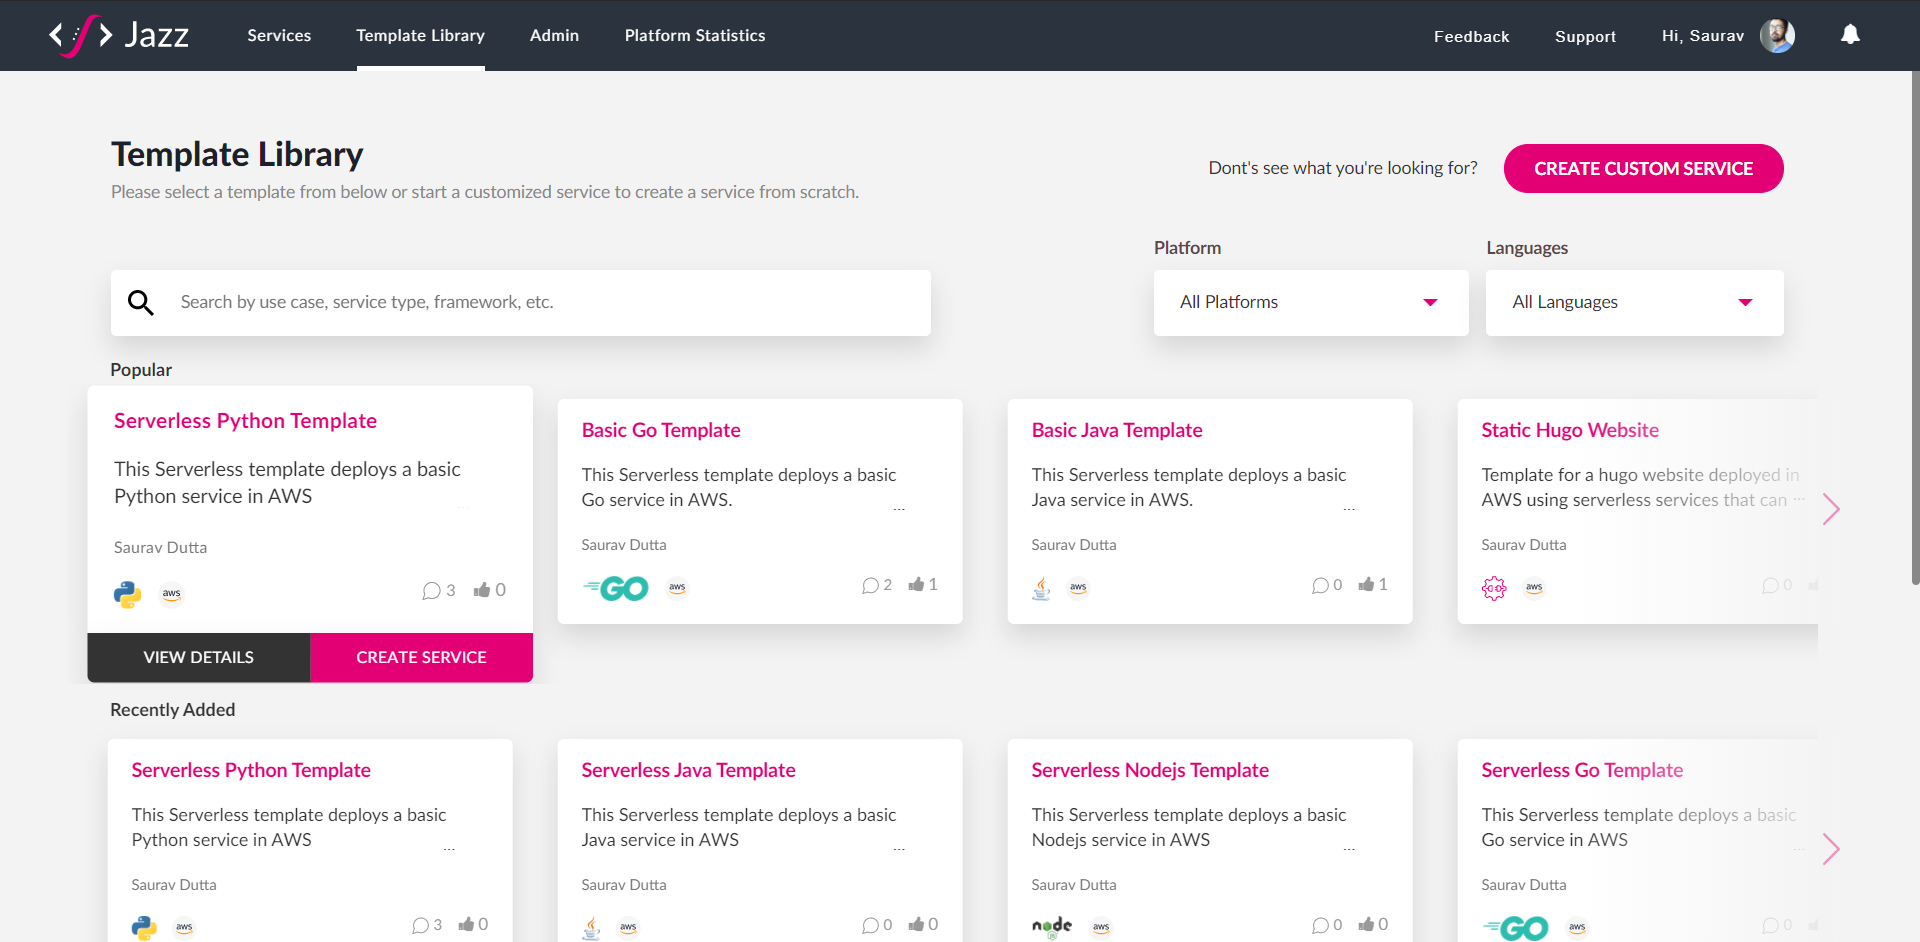 Jazz
Services
Template Library
Admin
Platform Statistics
Feedback
Support
Hi, Saurav
Template Library
Please select a template from below or start a customized service to create a service from scratch.
Dont's see what you're looking for?
CREATE CUSTOM SERVICE
Search by use case, service type, framework, etc.
Platform
All Platforms
Languages
All Languages
Popular
Serverless Python Template
This Serverless template deploys a basic
Python service in AWS
...
Saurav Dutta
aws
3
0
VIEW DETAILS
CREATE SERVICE
Basic Go Template
This Serverless template deploys a basic
Go service in AWS.
...
Saurav Dutta
GO
aws
2
1
Basic Java Template
This Serverless template deploys a basic
Java service in AWS.
...
Saurav Dutta
aws
0
1
Static Hugo Website
Template for a hugo website deployed in
AWS using serverless services that can ...
Saurav Dutta
aws
0
Recently Added
Serverless Python Template
This Serverless template deploys a basic
Python service in AWS
...
Saurav Dutta
aws
3
0
Serverless Java Template
This Serverless template deploys a basic
Java service in AWS
...
Saurav Dutta
aws
0
0
Serverless Nodejs Template
This Serverless template deploys a basic
Nodejs service in AWS
...
Saurav Dutta
node
JS
aws
0
0
Serverless Go Template
This Serverless template deploys a basic
Go service in AWS
...
Saurav Dutta
GO
aws
0